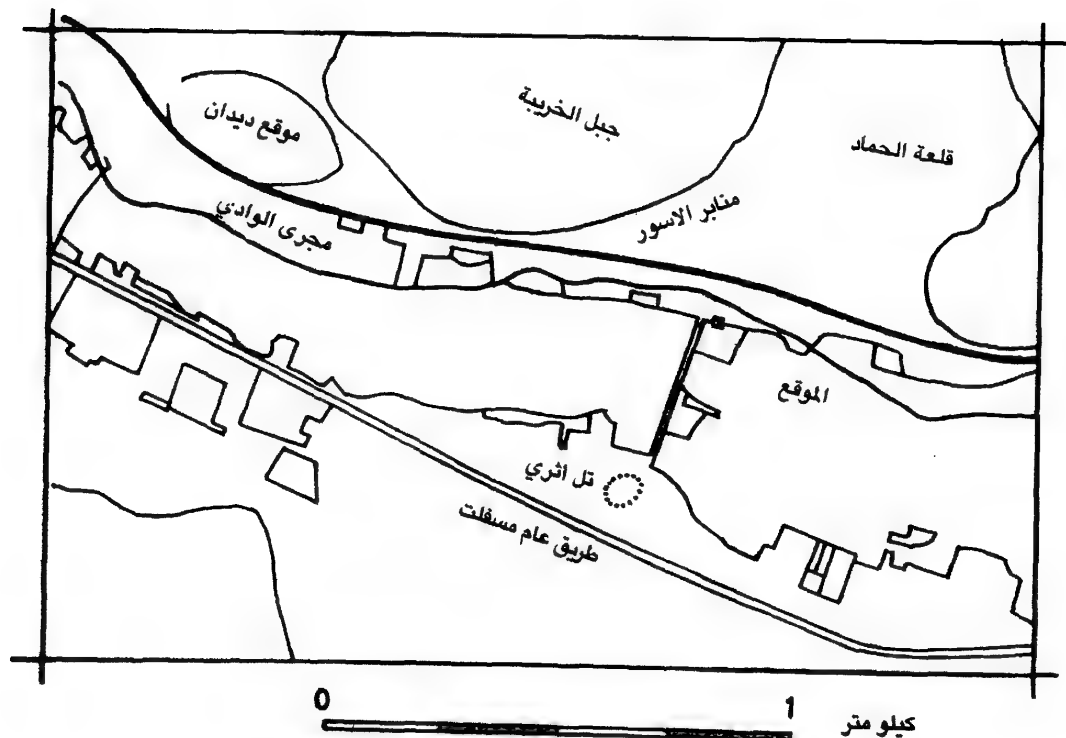 جبل الخريبة
موقع ديدان
قلعة الحماد
منابر الاسور
مجرى الوادي
الموقع
تل اثري
طريق عام مسفلت
0 1 كيلو متر